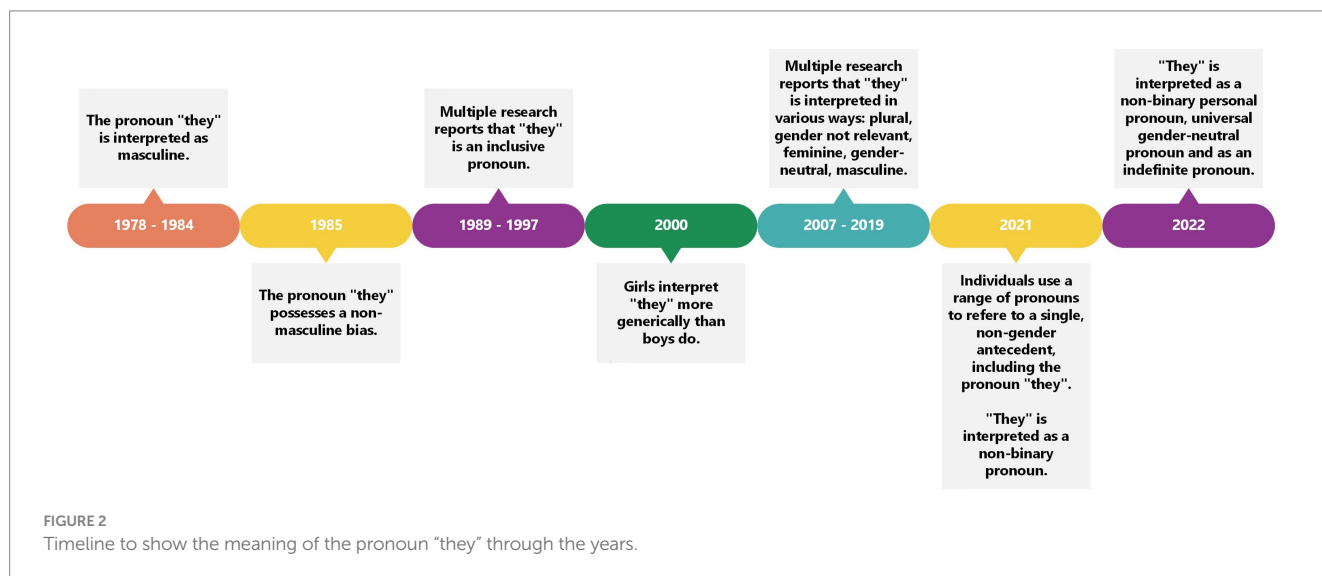 The pronoun "they"
is interpreted as
masculine.
Multiple research
reports that "they"
is an inclusive
pronoun.
Multiple research
reports that "they"
is interpreted in
various ways: plural,
gender not relevant,
feminine, gender-
neutral, masculine.
"They" is
interpreted as a
non-binary personal
pronoun, universal
gender-neutral
pronoun and as an
indefinite pronoun.
1978 - 1984
1985
1989 - 1997
2000
2007 - 2019
2021
2022
The pronoun "they"
possesses a non-
masculine bias.
Girls interpret
"they" more
generically than
boys do.
Individuals use a
range of pronouns
to refere to a single,
non-gender
antecedent,
including the
pronoun "they".
"They" is
interpreted as a
non-binary
pronoun.
FIGURE 2
Timeline to show the meaning of the pronoun “they” through the years.